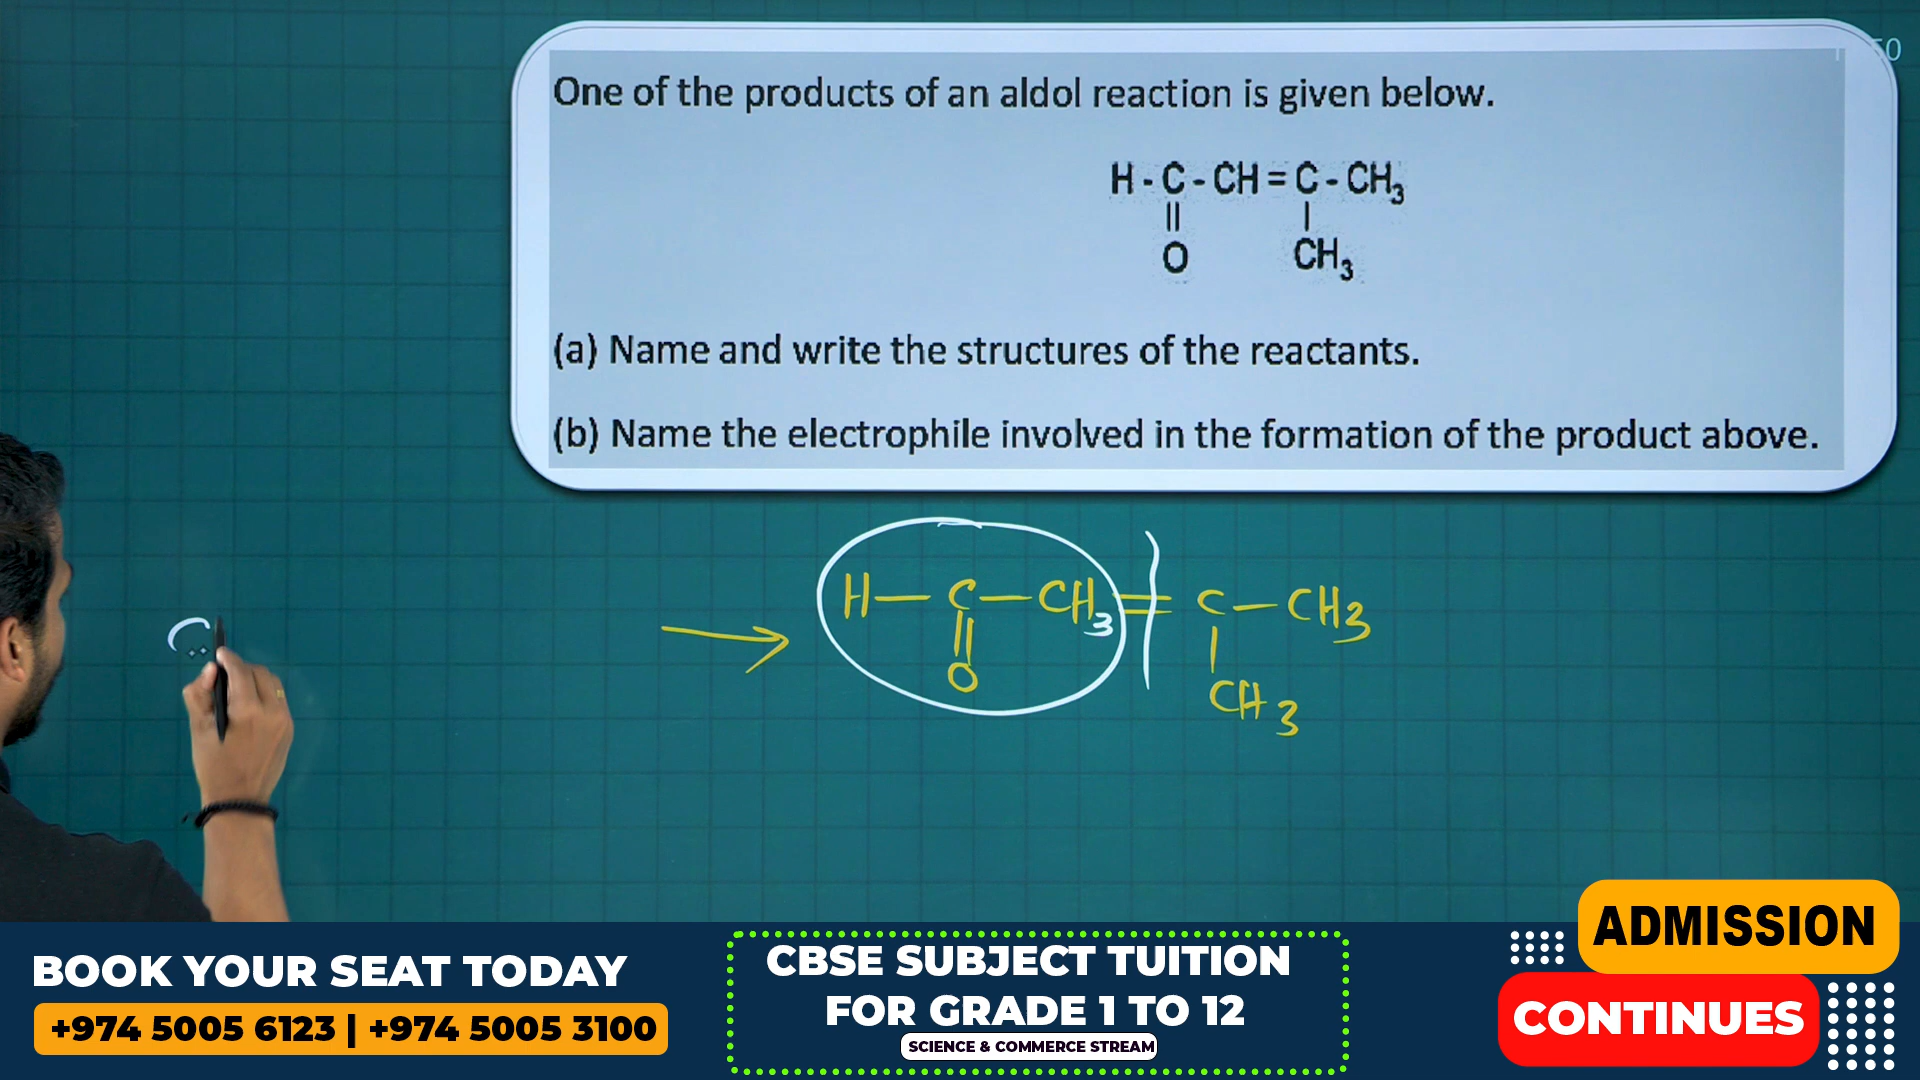 One of the products of an aldol reaction is given below.
H - C - CH = C - CH3
|| |
O CH3
(a) Name and write the structures of the reactants.
(b) Name the electrophile involved in the formation of the product above.
H — C — CH3 = C — CH3
|| |
O CH3
C
BOOK YOUR SEAT TODAY
+974 5005 6123 | +974 5005 3100
CBSE SUBJECT TUITION
FOR GRADE 1 TO 12
SCIENCE & COMMERCE STREAM
ADMISSION
CONTINUES